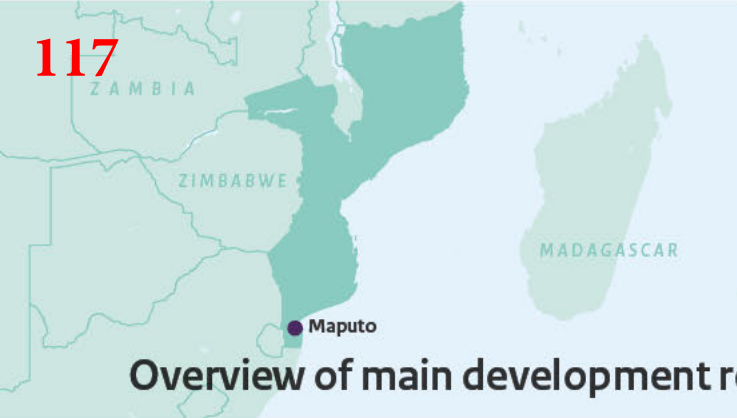 117
ZAMBIA
ZIMBABWE
MADAGASCAR
Maputo
Overview of main development